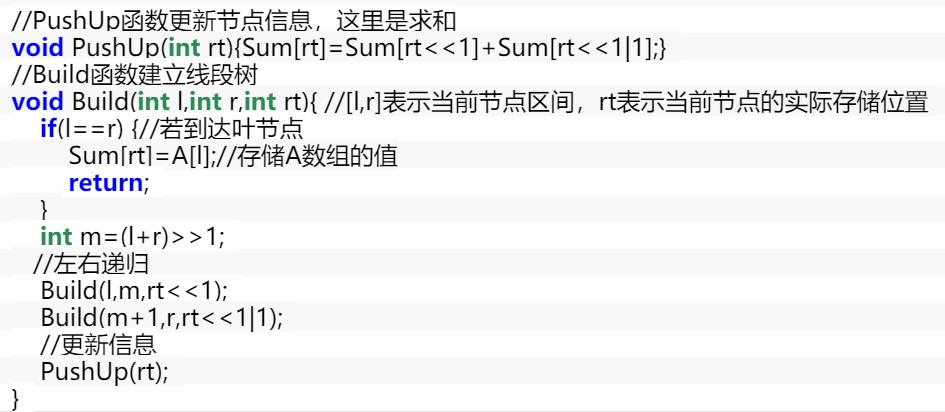 //PushUp函数更新节点信息，这里是求和
void PushUp(int rt){Sum[rt]=Sum[rt<<1]+Sum[rt<<1|1];}
//Build函数建立线段树
void Build(int l,int r,int rt){ //[l,r]表示当前节点区间，rt表示当前节点的实际存储位置
if(l==r) {//若到达叶节点
Sum[rt]=A[l];//存储A数组的值
return;
}
int m=(l+r)>>1;
//左右递归
Build(l,m,rt<<1);
Build(m+1,r,rt<<1|1);
//更新信息
PushUp(rt);
}